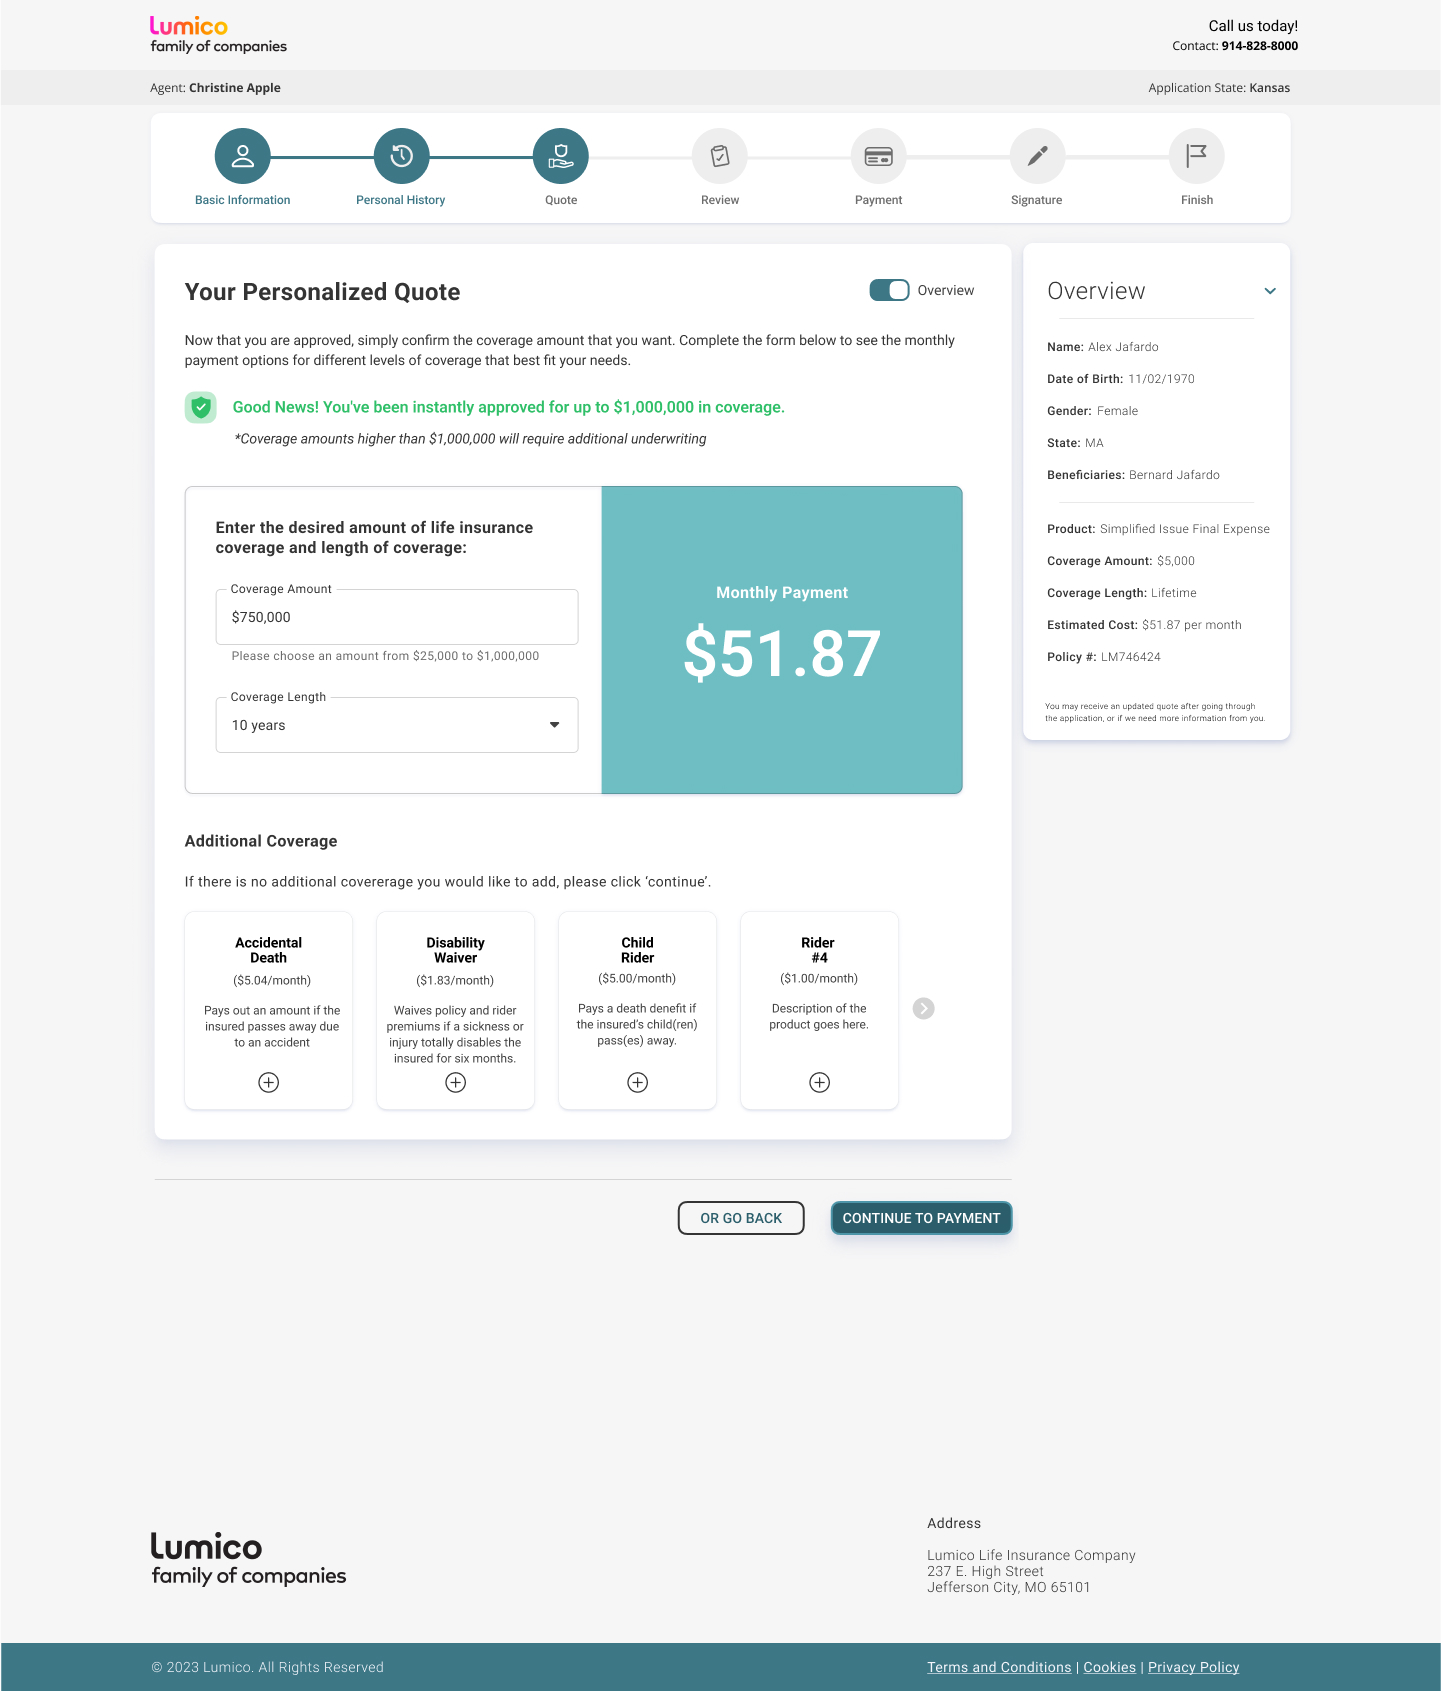 Lumico
family of companies
Call us today!
Contact: 914-828-8000
Agent: Christine Apple
Application State: Kansas
Basic Information
Personal History
Quote
Review
Payment
Signature
Finish
Your Personalized Quote
Overview
Now that you are approved, simply confirm the coverage amount that you want. Complete the form below to see the monthly
payment options for different levels of coverage that best fit your needs.
Good News! You've been instantly approved for up to $1,000,000 in coverage.
*Coverage amounts higher than $1,000,000 will require additional underwriting
Enter the desired amount of life insurance
coverage and length of coverage:
Coverage Amount
$750,000
Please choose an amount from $25,000 to $1,000,000
Coverage Length
10 years
Monthly Payment
$51.87
Additional Coverage
If there is no additional covererage you would like to add, please click ‘continue’.
Accidental
Death
($5.04/month)
Pays out an amount if the
insured passes away due
to an accident
Disability
Waiver
($1.83/month)
Waives policy and rider
premiums if a sickness or
injury totally disables the
insured for six months.
Child
Rider
($5.00/month)
Pays a death benefit if
the insured's child(ren)
pass(es) away.
Rider
#4
($1.00/month)
Description of the
product goes here.
OR GO BACK
CONTINUE TO PAYMENT
Overview
Name: Alex Jafardo
Date of Birth: 11/02/1970
Gender: Female
State: MA
Beneficiaries: Bernard Jafardo
Product: Simplified Issue Final Expense
Coverage Amount: $5,000
Coverage Length: Lifetime
Estimated Cost: $51.87 per month
Policy #: LM746424
You may receive an updated quote after going through
the application, or if we need more information from you.
Lumico
family of companies
Address
Lumico Life Insurance Company
237 E. High Street
Jefferson City, MO 65101
© 2023 Lumico. All Rights Reserved
Terms and Conditions | Cookies | Privacy Policy